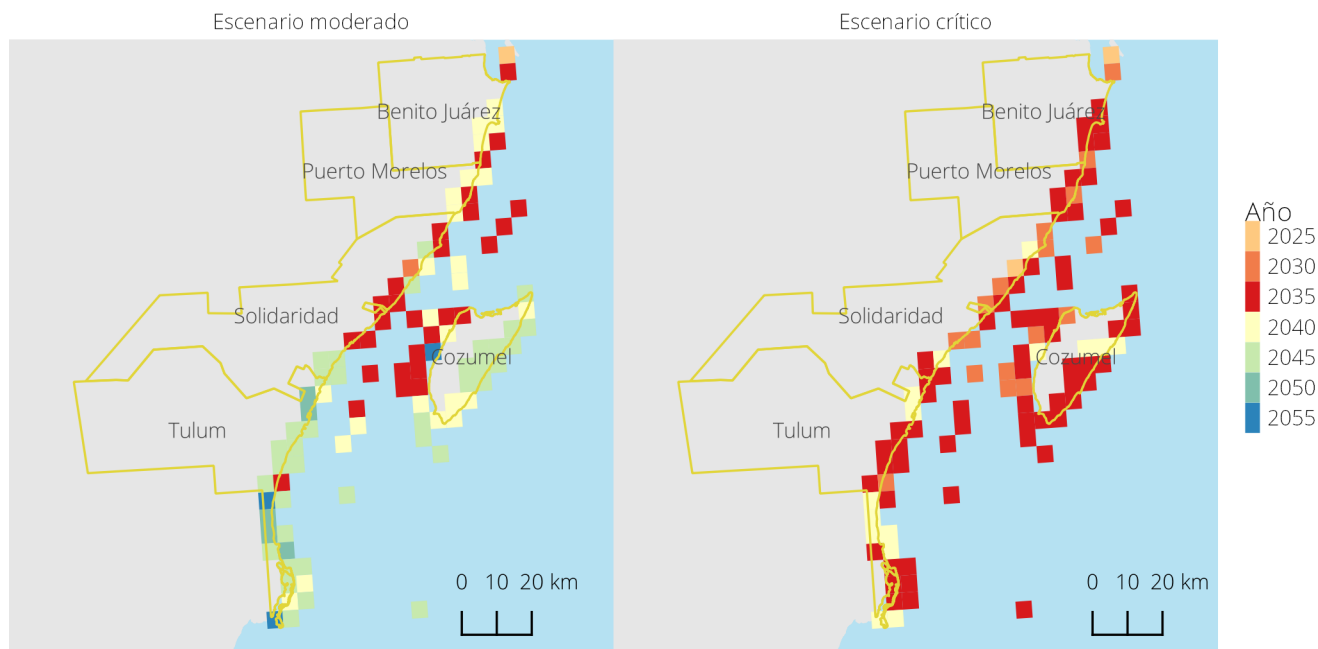 Escenario moderado
Escenario crítico
Benito Juárez
Puerto Morelos
Solidaridad
Cozumel
Tulum
0 10 20 km
Benito Juárez
Puerto Morelos
Solidaridad
Cozumel
Tulum
0 10 20 km
Año
2025
2030
2035
2040
2045
2050
2055